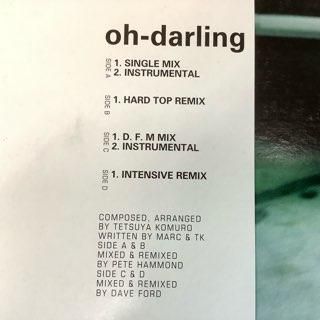 oh-darling
SIDE A
1. SINGLE MIX
2. INSTRUMENTAL
SIDE B
1. HARD TOP REMIX
SIDE C
1. D. F. M MIX
2. INSTRUMENTAL
SIDE D
1. INTENSIVE REMIX
COMPOSED, ARRANGED
BY TETSUYA KOMURO
WRITTEN BY MARC & TK
SIDE A & B
MIXED & REMIXED
BY PETE HAMMOND
SIDE C & D
MIXED & REMIXED
BY DAVE FORD